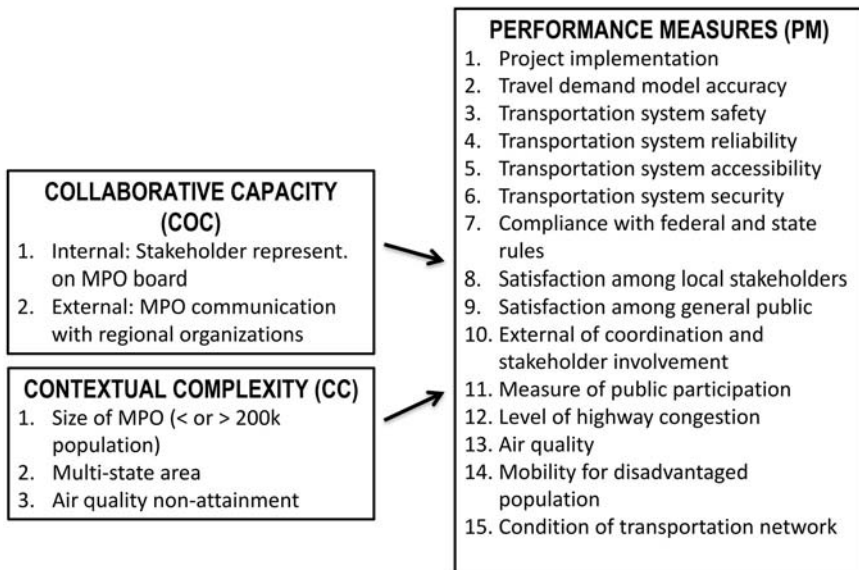 COLLABORATIVE CAPACITY
(COC)
1. Internal: Stakeholder represent.
on MPO board
2. External: MPO communication
with regional organizations
CONTEXTUAL COMPLEXITY (CC)
1. Size of MPO (< or > 200k
population)
2. Multi-state area
3. Air quality non-attainment
PERFORMANCE MEASURES (PM)
1. Project implementation
2. Travel demand model accuracy
3. Transportation system safety
4. Transportation system reliability
5. Transportation system accessibility
6. Transportation system security
7. Compliance with federal and state
rules
8. Satisfaction among local stakeholders
9. Satisfaction among general public
10. External of coordination and
stakeholder involvement
11. Measure of public participation
12. Level of highway congestion
13. Air quality
14. Mobility for disadvantaged
population
15. Condition of transportation network